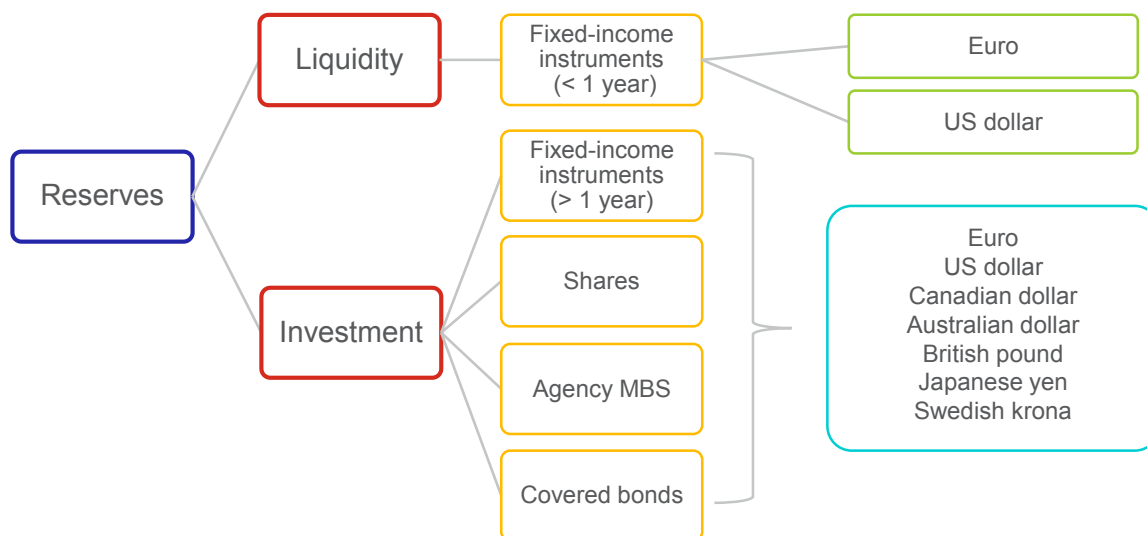 Reserves
Liquidity
Investment
Fixed-income
instruments
(< 1 year)
Fixed-income
instruments
(> 1 year)
Shares
Agency MBS
Covered bonds
Euro
US dollar
Euro
US dollar
Canadian dollar
Australian dollar
British pound
Japanese yen
Swedish krona